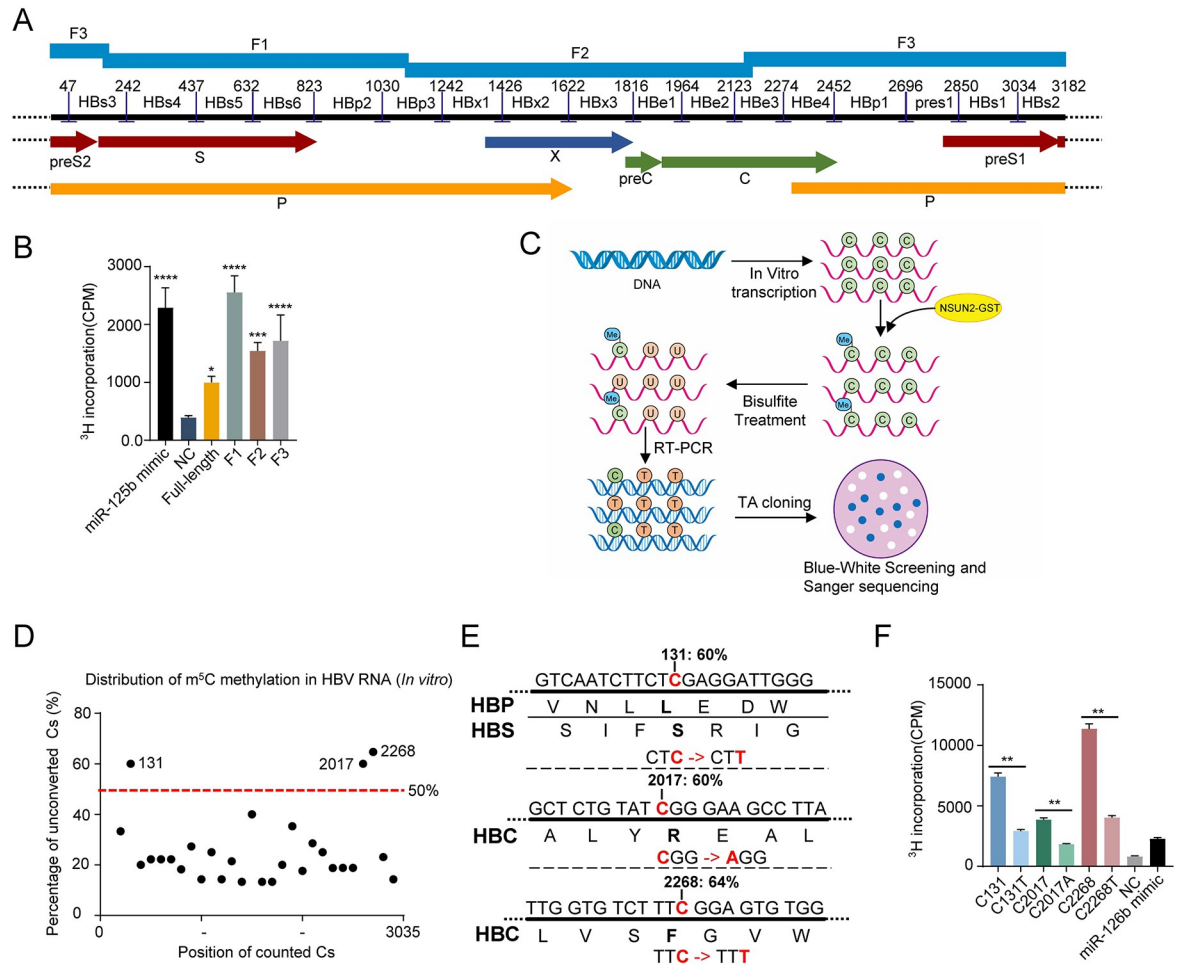 A
F3 F1 F2 F3
47 242 437 632 823 1030 1242 1426 1622 1816 1964 2123 2274 2452 2696 2850 3034 3182
HBs3 HBs4 HBs5 HBs6 HBp2 HBp3 HBx1 HBx2 HBx3 HBe1 HBe2 HBe3 HBe4 HBp1 pres1 HBs1 HBs2
preS2 S X preC C preS1
P P
B
³H incorporation(CPM)
3000
2000
1000
0.0
**** * **** *** ****
miR-125b mimic NC Full-length F1 F2 F3
C
DNA
In Vitro
transcription
C C C
C C C
C C C
NSUN2-GST
Me
C C C
C C C
Me
C C C
Bisulfite
Treatment
Me
C U U
U U U
Me
C U U
RT-PCR
C T T
T T T
C T T
TA cloning
Blue-White Screening and
Sanger sequencing
D
Distribution of m⁵C methylation in HBV RNA (In vitro)
Percentage of unconverted Cs (%)
80
60
40
20
0
131 2017 2268
50%
0 3035
Position of counted Cs
E
131: 60%
GTCAATCTTCTCGAGGATTGGG
HBP V N L L E D W
HBS S I F S R I G
CTC -> CTT
2017: 60%
GCT CTG TAT CGG GAA GCC TTA
HBC A L Y R E A L
CGG -> AGG
2268: 64%
TTG GTG TCT TTC GGA GTG TGG
HBC L V S F G V W
TTC -> TTT
F
³H incorporation(CPM)
15000
10000
5000
0
** ** **
C131 C131T C2017 C2017A C2268 C2268T NC miR-126b mimic